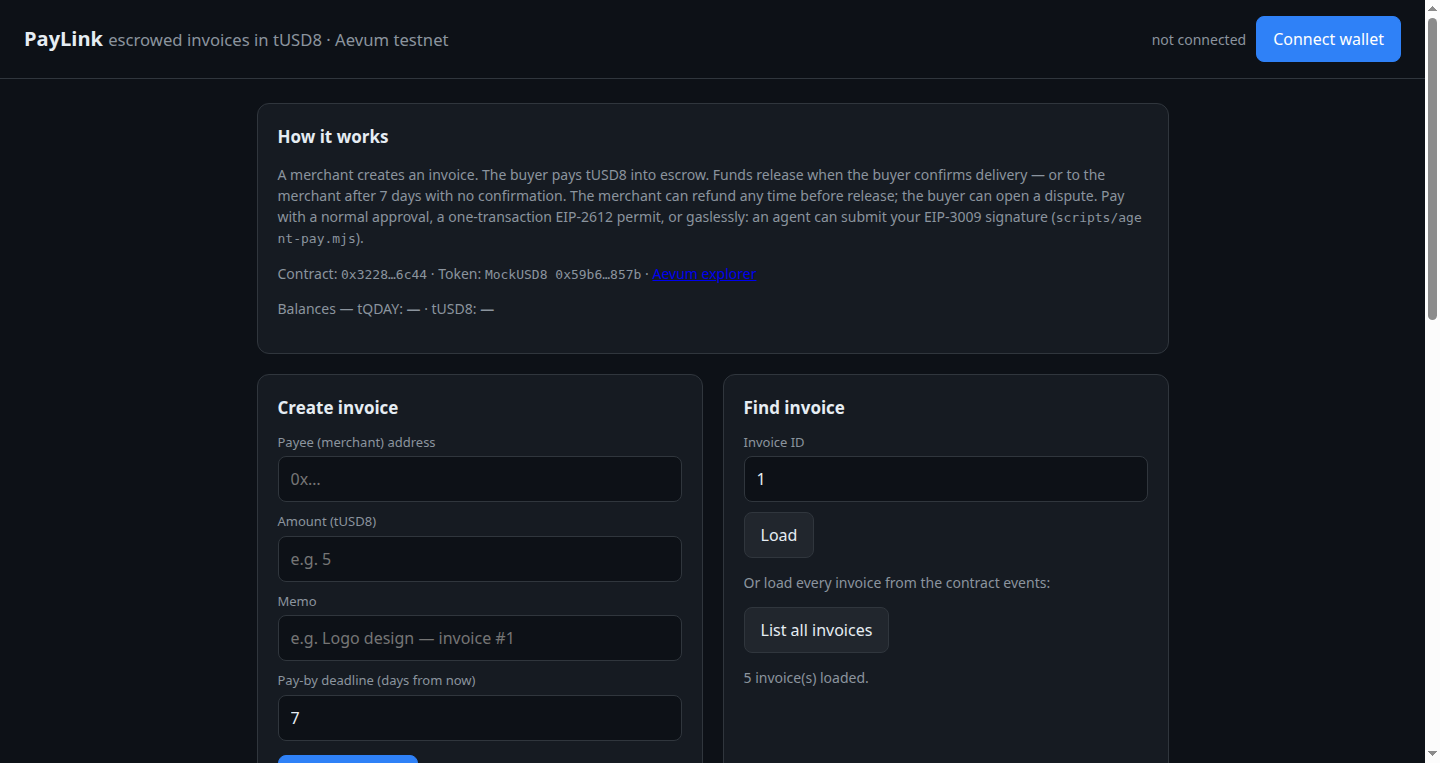 PayLink escrowed invoices in tUSD8 · Aevum testnet
not connected
Connect wallet
How it works
A merchant creates an invoice. The buyer pays tUSD8 into escrow. Funds release when the buyer confirms delivery — or to the
merchant after 7 days with no confirmation. The merchant can refund any time before release; the buyer can open a dispute. Pay
with a normal approval, a one-transaction EIP-2612 permit, or gaslessly: an agent can submit your EIP-3009 signature (scripts/age
nt-pay.mjs).
Contract: 0x3228…6c44 · Token: MockUSD8 0x59b6…857b · Aevum explorer
Balances — tQDAY: — · tUSD8: —
Create invoice
Payee (merchant) address
0x…
Amount (tUSD8)
e.g. 5
Memo
e.g. Logo design — invoice #1
Pay-by deadline (days from now)
7
Find invoice
Invoice ID
1
Load
Or load every invoice from the contract events:
List all invoices
5 invoice(s) loaded.